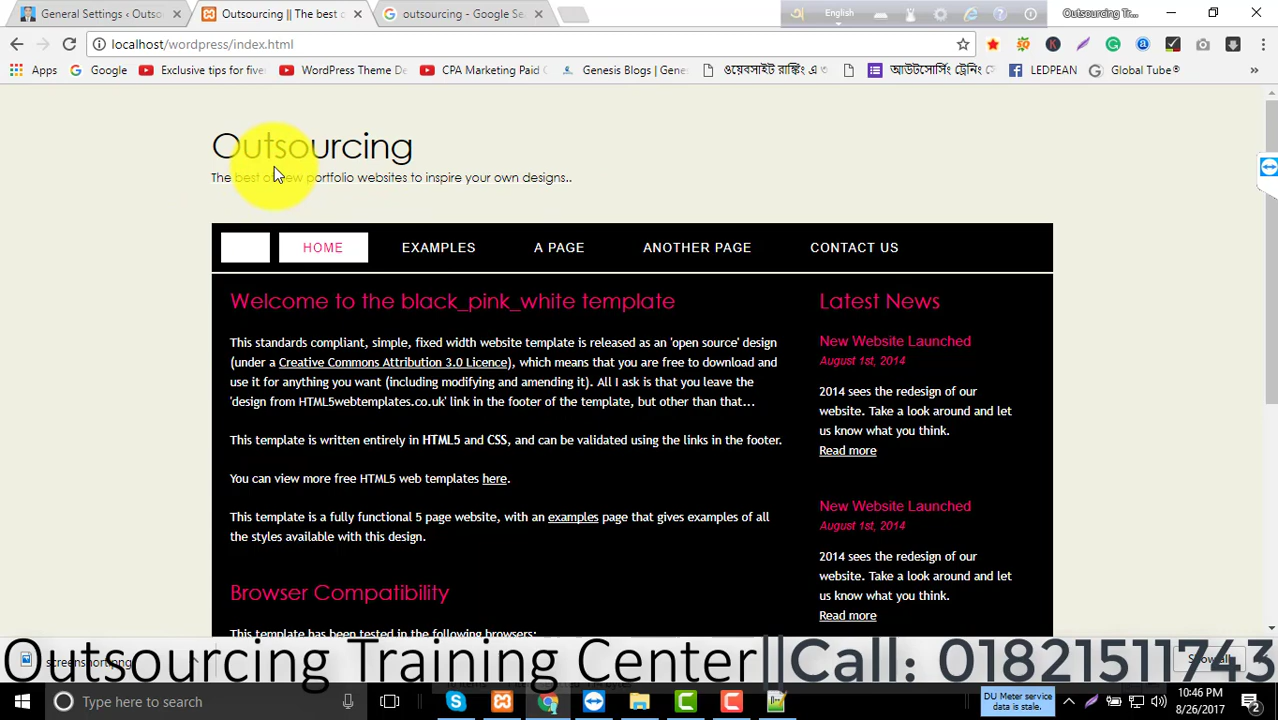 General Settings ‹ Outso
Outsourcing || The best o
outsourcing - Google Se
English
Outsourcing Tr...
localhost/wordpress/index.html
Apps
Google
Exlusive tips for five
WordPress Theme De
CPA Marketing Paid C
Genesis Blogs | Gene
ওয়েবসাইট রাঙ্কিং এ
আউটসোর্সিং ট্রেনিং সে
LEDPEAN
Global Tube®
Outsourcing
The best of new portfolio websites to inspire your own designs..
HOME
EXAMPLES
A PAGE
ANOTHER PAGE
CONTACT US
Welcome to the black_pink_white template
This standards compliant, simple, fixed width website template is released as an 'open source' design
(under a Creative Commons Attribution 3.0 Licence), which means that you are free to download and
use it for anything you want (including modifying and amending it). All I ask is that you leave the
'design from HTML5webtemplates.co.uk' link in the footer of the template, but other than that...
This template is written entirely in HTML5 and CSS, and can be validated using the links in the footer.
You can view more free HTML5 web templates here.
This template is a fully functional 5 page website, with an examples page that gives examples of all
the styles available with this design.
Browser Compatibility
This template has been tested in the following browsers:
Latest News
New Website Launched
August 1st, 2014
2014 sees the redesign of our
website. Take a look around and let
us know what you think.
Read more
New Website Launched
August 1st, 2014
2014 sees the redesign of our
website. Take a look around and let
us know what you think.
Read more
Outsourcing Training Center||Call: 01821511743
Show all
Type here to search
DU Meter service
data is stale.
10:46 PM
8/26/2017